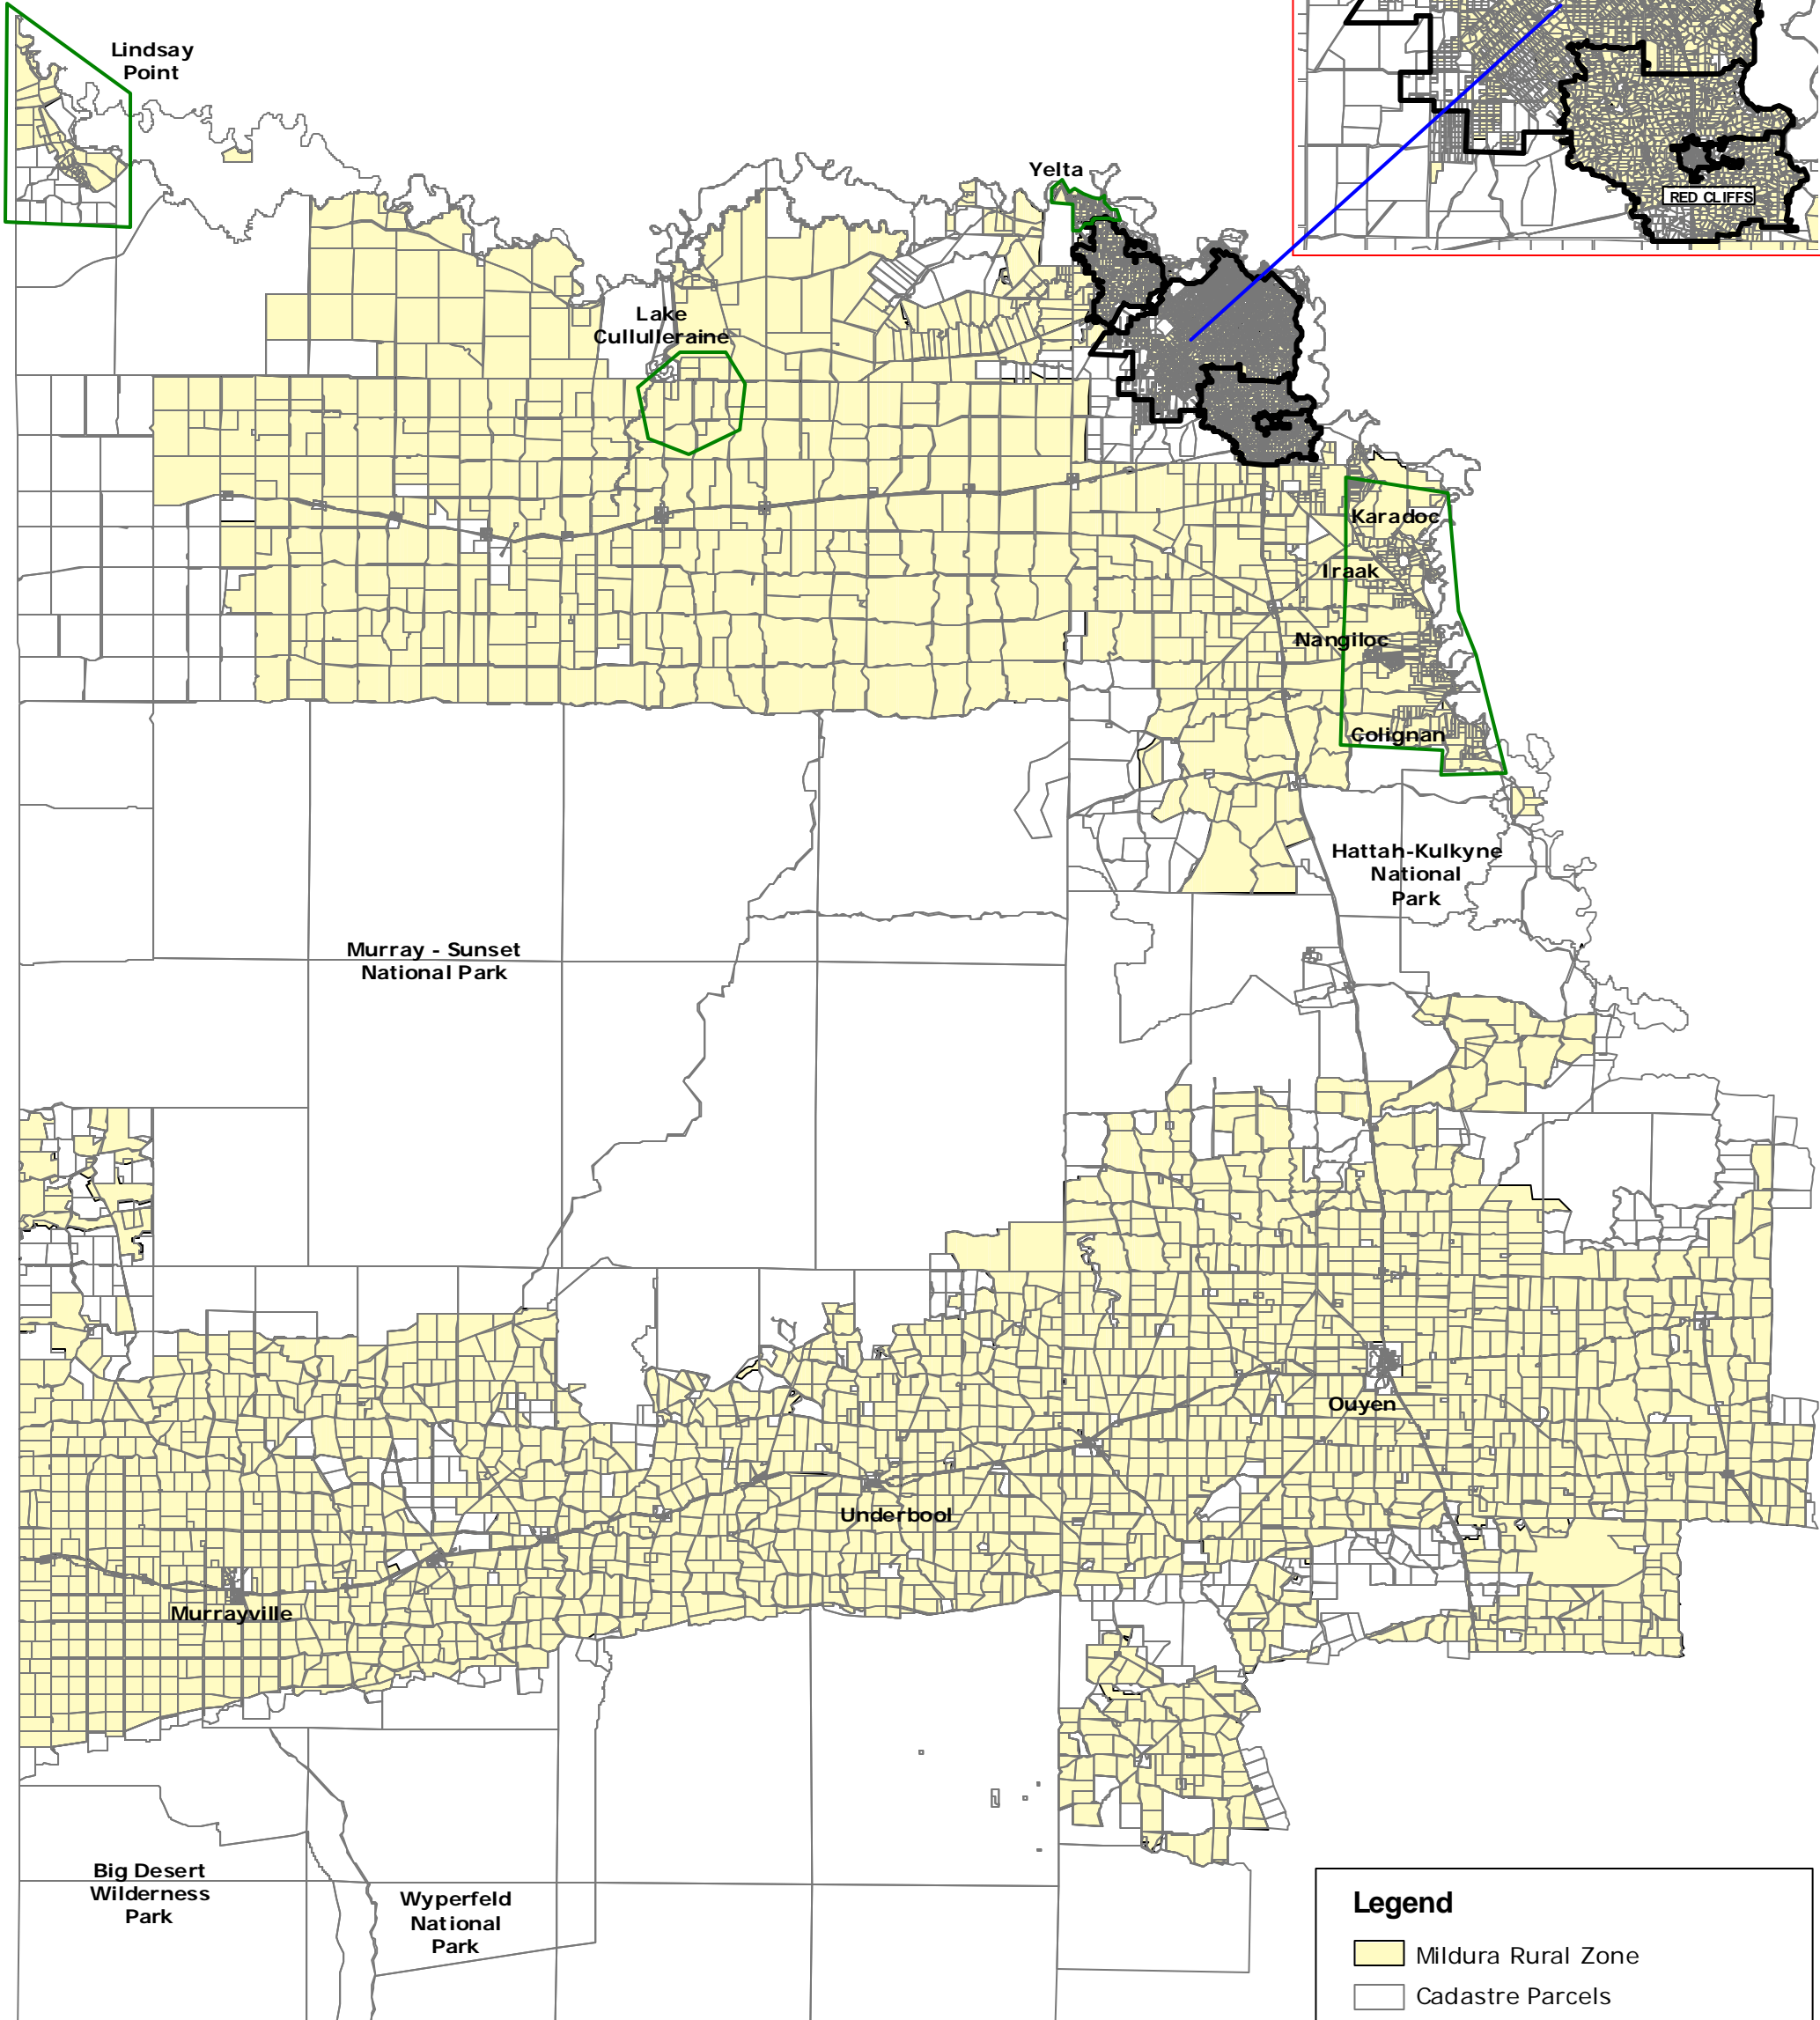 Lindsay
Point
RED CLIFFS
Yelta
Lake
Cullulleraine
Karadoc
Iraak
Nangiloc
Colignan
Hattah-Kulkyne
National
Park
Murray - Sunset
National Park
Ouyen
Underbool
Murrayville
Big Desert
Wilderness
Park
Wyperfeld
National
Park
Legend
Mildura Rural Zone
Cadastre Parcels